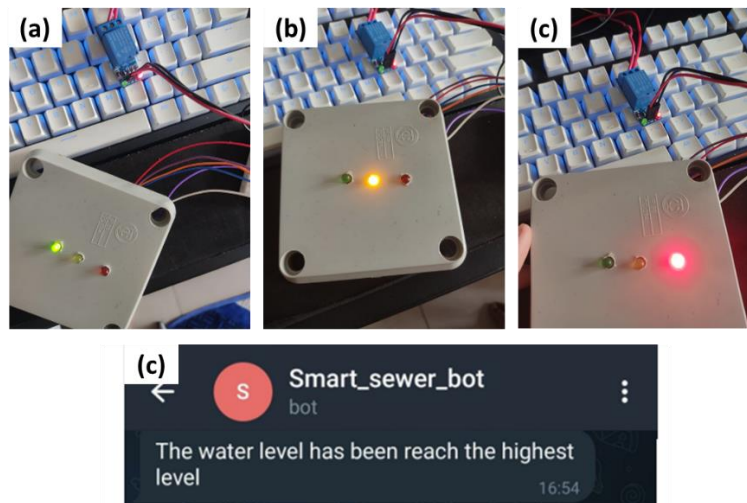 (a)
(b)
(c)
(c)
S
Smart_sewer_bot
bot
The water level has been reach the highest
level
16:54